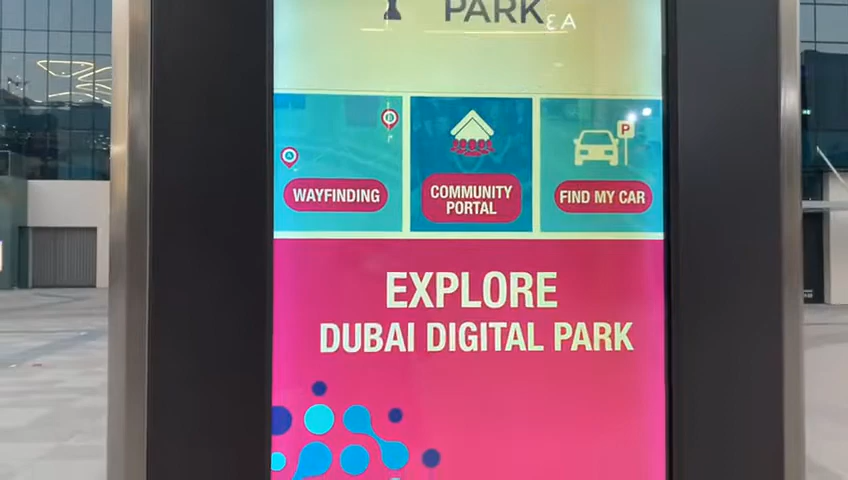 PARK
WAYFINDING
COMMUNITY
PORTAL
P
FIND MY CAR
EXPLORE
DUBAI DIGITAL PARK